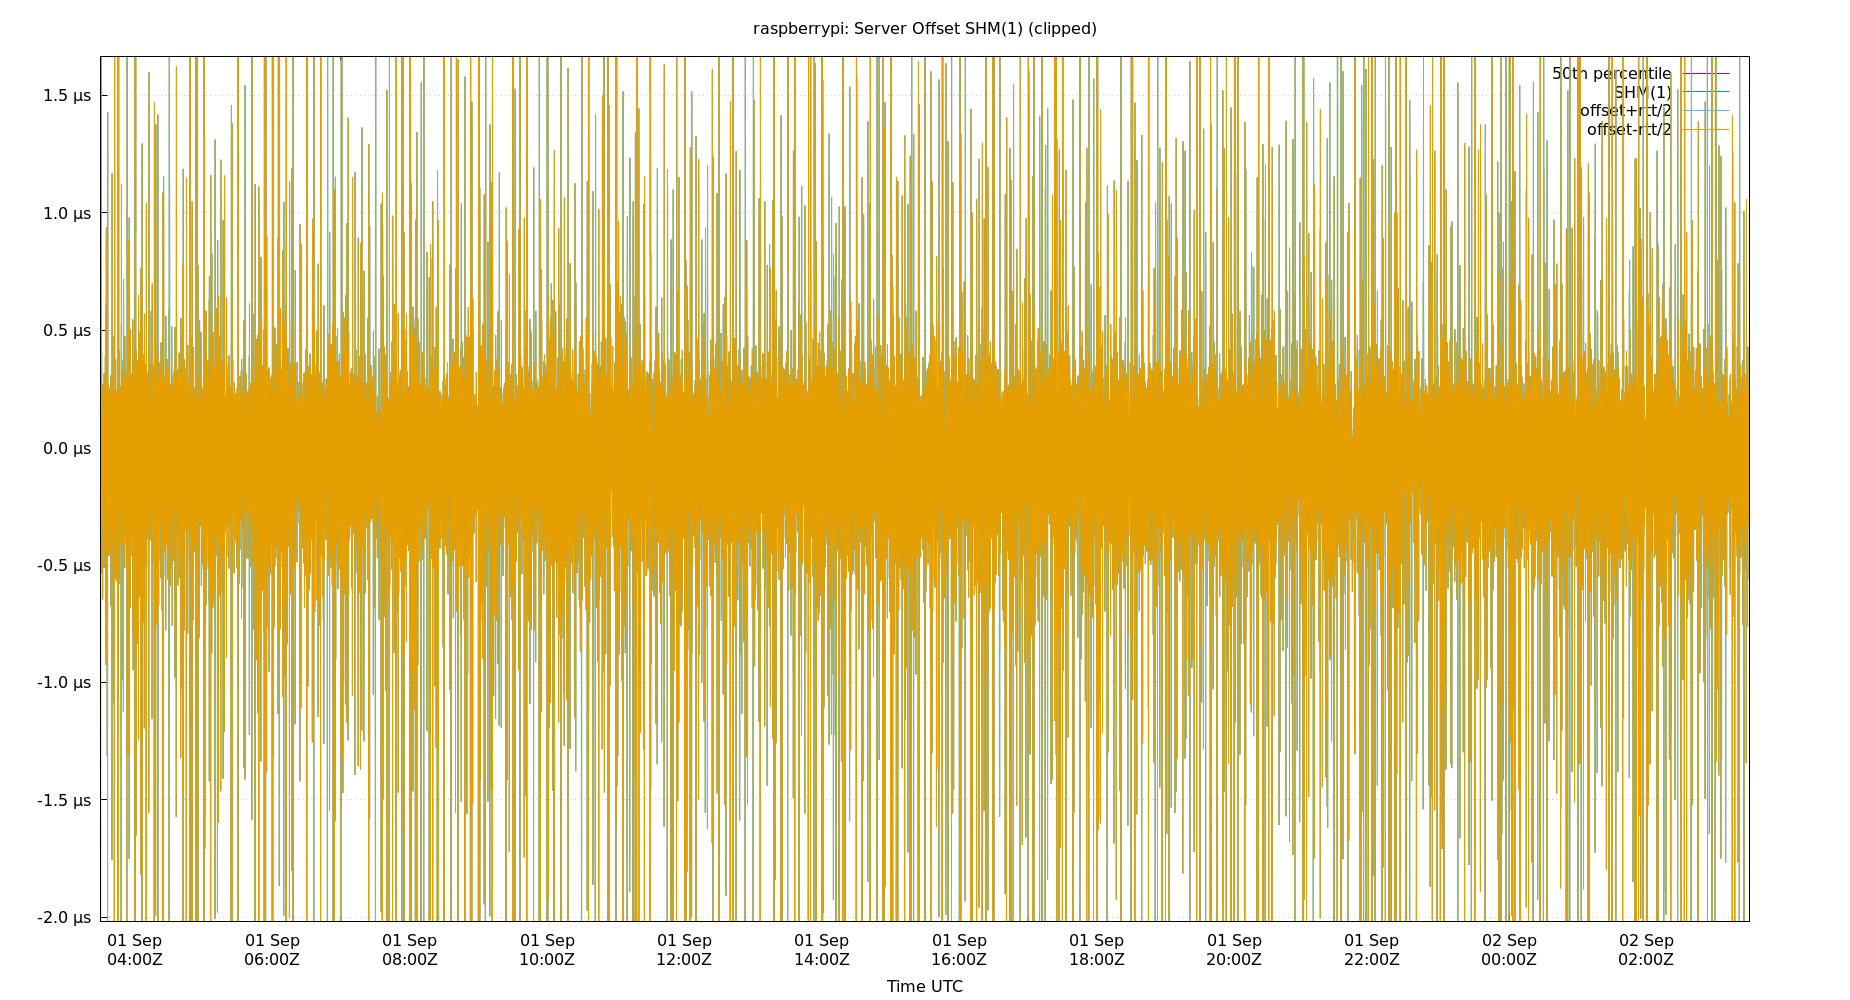 raspberrypi: Server Offset SHM(1) (clipped)
50th percentile
SHM(1)
offset+rtt/2
offset-rtt/2
1.5 µs
1.0 µs
0.5 µs
0.0 µs
-0.5 µs
-1.0 µs
-1.5 µs
-2.0 µs
01 Sep 01 Sep 01 Sep 01 Sep 01 Sep 01 Sep 01 Sep 01 Sep 01 Sep 01 Sep 02 Sep 02 Sep
04:00Z 06:00Z 08:00Z 10:00Z 12:00Z 14:00Z 16:00Z 18:00Z 20:00Z 22:00Z 00:00Z 02:00Z
Time UTC